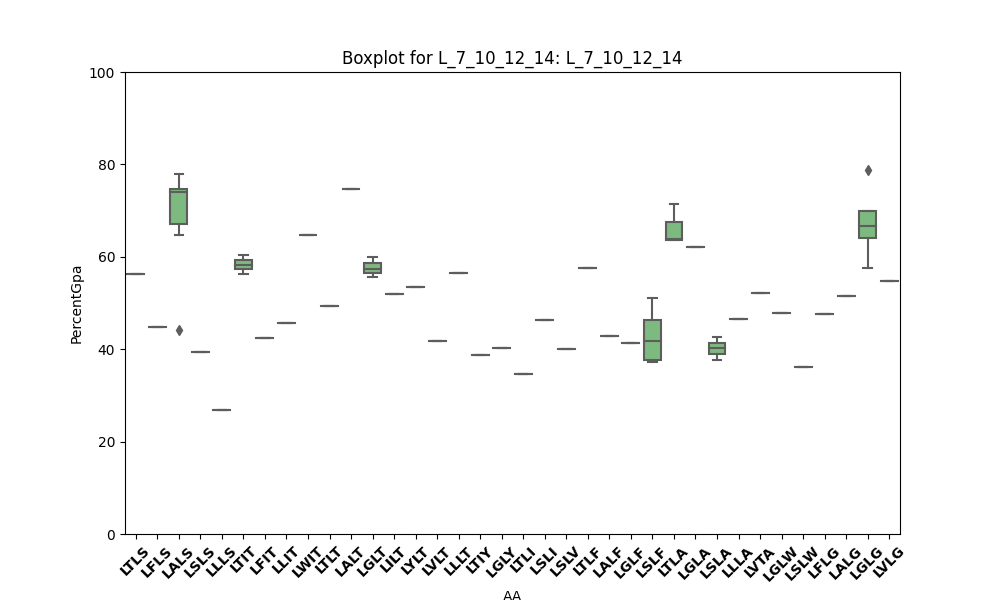 Boxplot for L_7_10_12_14: L_7_10_12_14
100
80
60
40
20
0
PercentGpa
LTLS LFLS LALS LSLS LLLS LTIT LFIT LLIT LWIT LTLT LALT LGLT LILT LYLT LVLT LLLT LTIY LGLY LTLI LSLI LSLV LTLF LALF LGLF LSLF LTLA LGLA LSLA LLLA LVTA LGLW LSLW LFLG LALG LGLG LVLG
AA